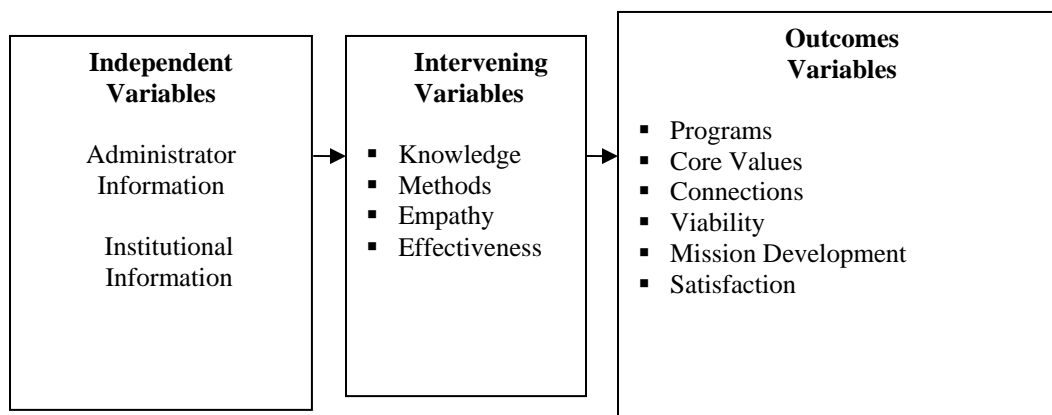 Independent
Variables
Administrator
Information
Institutional
Information
Intervening
Variables
▪ Knowledge
▪ Methods
▪ Empathy
▪ Effectiveness
Outcomes
Variables
▪ Programs
▪ Core Values
▪ Connections
▪ Viability
▪ Mission Development
▪ Satisfaction